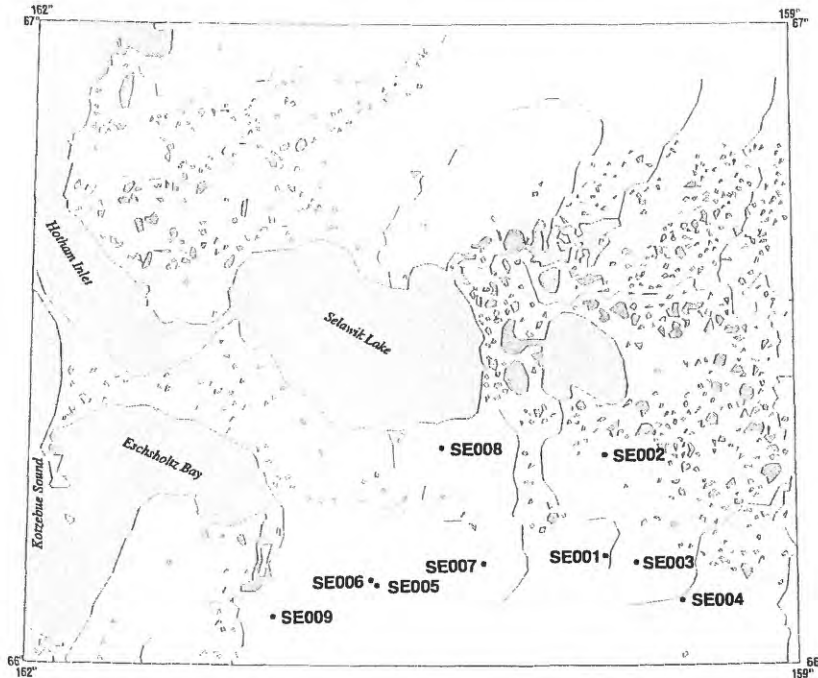 162°
67°
159°
67°
Hotham Inlet
Selawik Lake
Eschsholtz Bay
Kotzebue Sound
SE008
SE002
SE001
SE003
SE007
SE006
SE005
SE004
SE009
66°
162°
66
159°